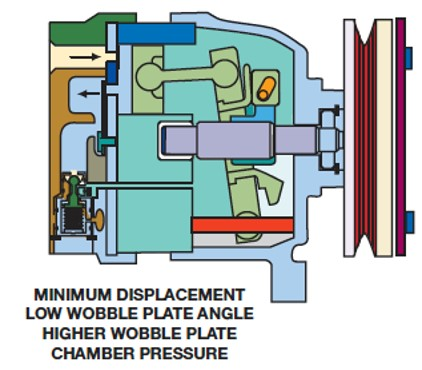 MINIMUM DISPLACEMENT
LOW WOBBLE PLATE ANGLE
HIGHER WOBBLE PLATE
CHAMBER PRESSURE